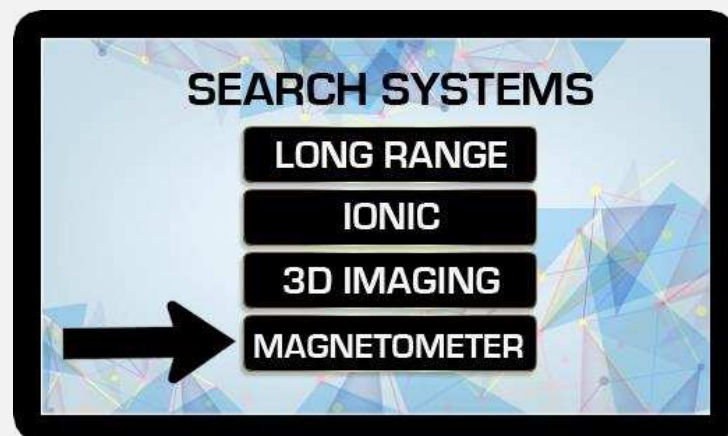 SEARCH SYSTEMS
LONG RANGE
IONIC
3D IMAGING
MAGNETOMETER